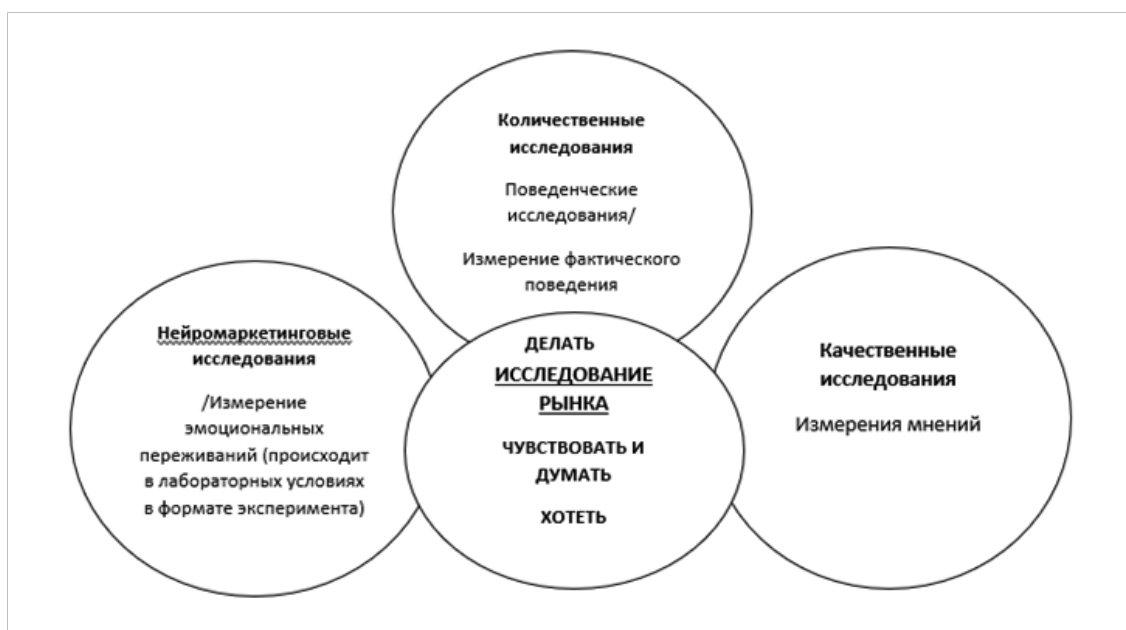 Количественные
исследования
Поведенческие
исследования/
Измерение фактического
поведения
Нейромаркетинговые
исследования
/Измерение
эмоциональных
переживаний (происходит
в лабораторных условиях
в формате эксперимента)
ДЕЛАТЬ
ИССЛЕДОВАНИЕ
РЫНКА
ЧУВСТВОВАТЬ И
ДУМАТЬ
ХОТЕТЬ
Качественные
исследования
Измерения мнений